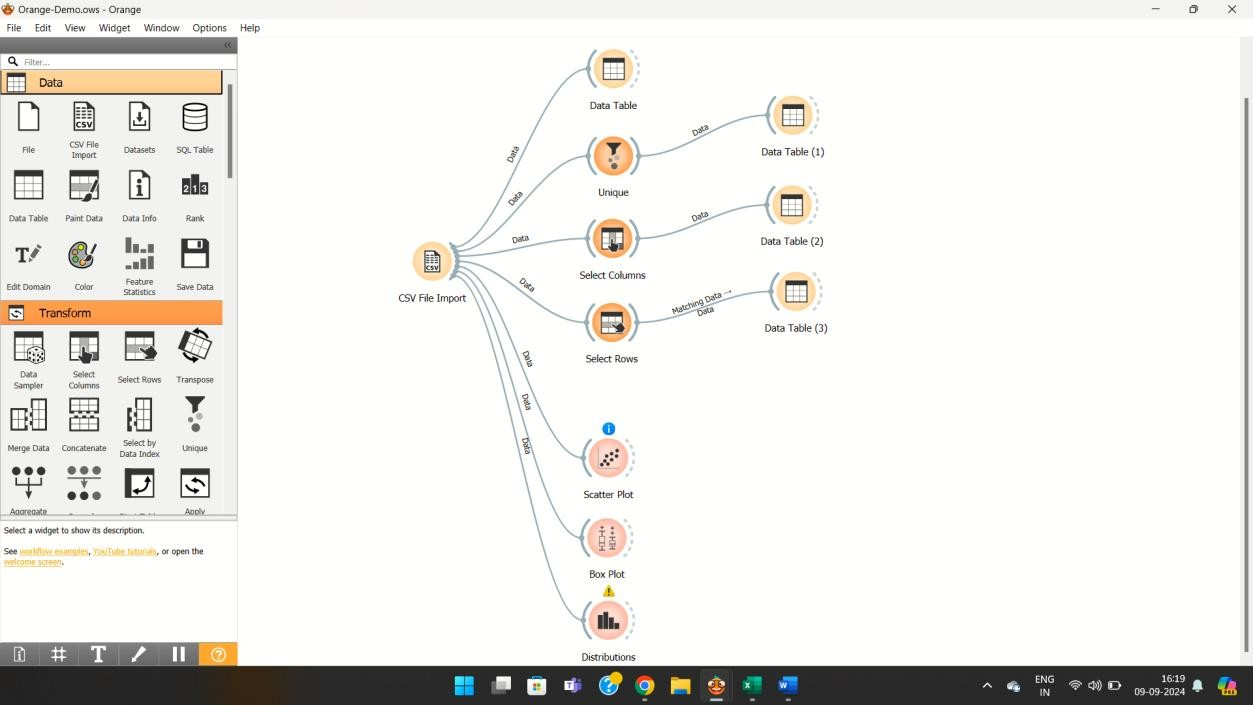 Orange-Demo.ows - Orange
File Edit View Widget Window Options Help
Filter...
Data
File
CSV File
Import
Datasets
SQL Table
Data Table
Paint Data
Data Info
Rank
Edit Domain
Color
Feature
Statistics
Save Data
Transform
Data
Sampler
Select
Columns
Select Rows
Transpose
Merge Data
Concatenate
Select by
Data Index
Unique
Aggregate
Apply
Select a widget to show its description.
See workflow examples, YouTube tutorials, or open the
welcome screen.
CSV File Import
Data
Data
Data
Data
Data
Data
Data
Data Table
Unique
Select Columns
Select Rows
Scatter Plot
Box Plot
Distributions
Data
Data
Matching Data →
Data
Data Table (1)
Data Table (2)
Data Table (3)
ENG
IN
16:19
09-09-2024